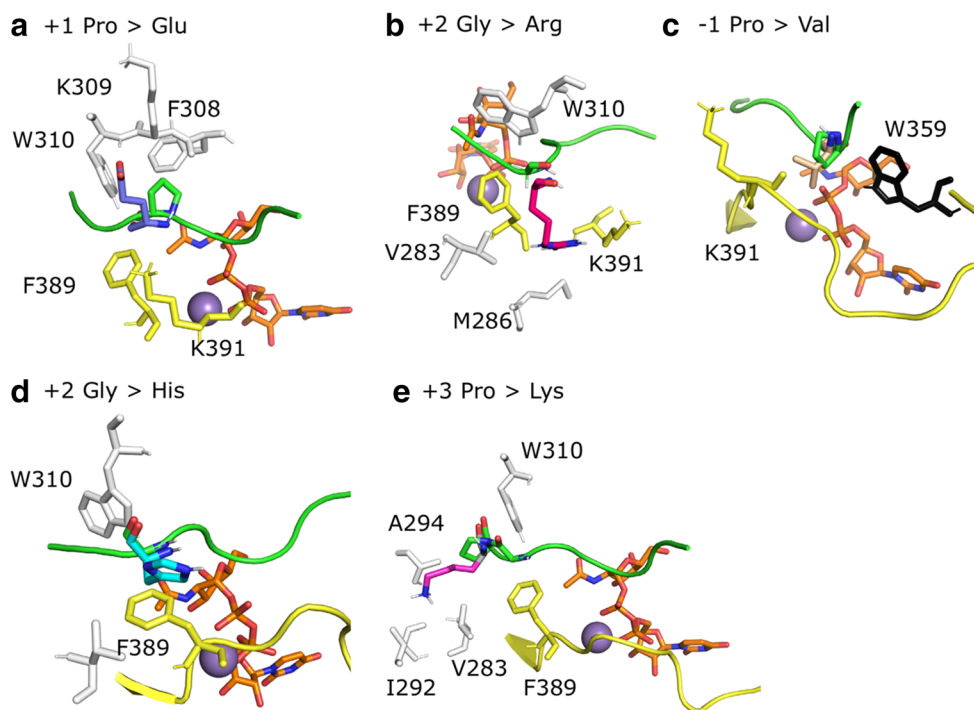 a +1 Pro > Glu
K309
F308
W310
F389
K391
b +2 Gly > Arg
W310
F389
V283
K391
M286
c -1 Pro > Val
W359
K391
d +2 Gly > His
W310
F389
e +3 Pro > Lys
W310
A294
I292
V283
F389